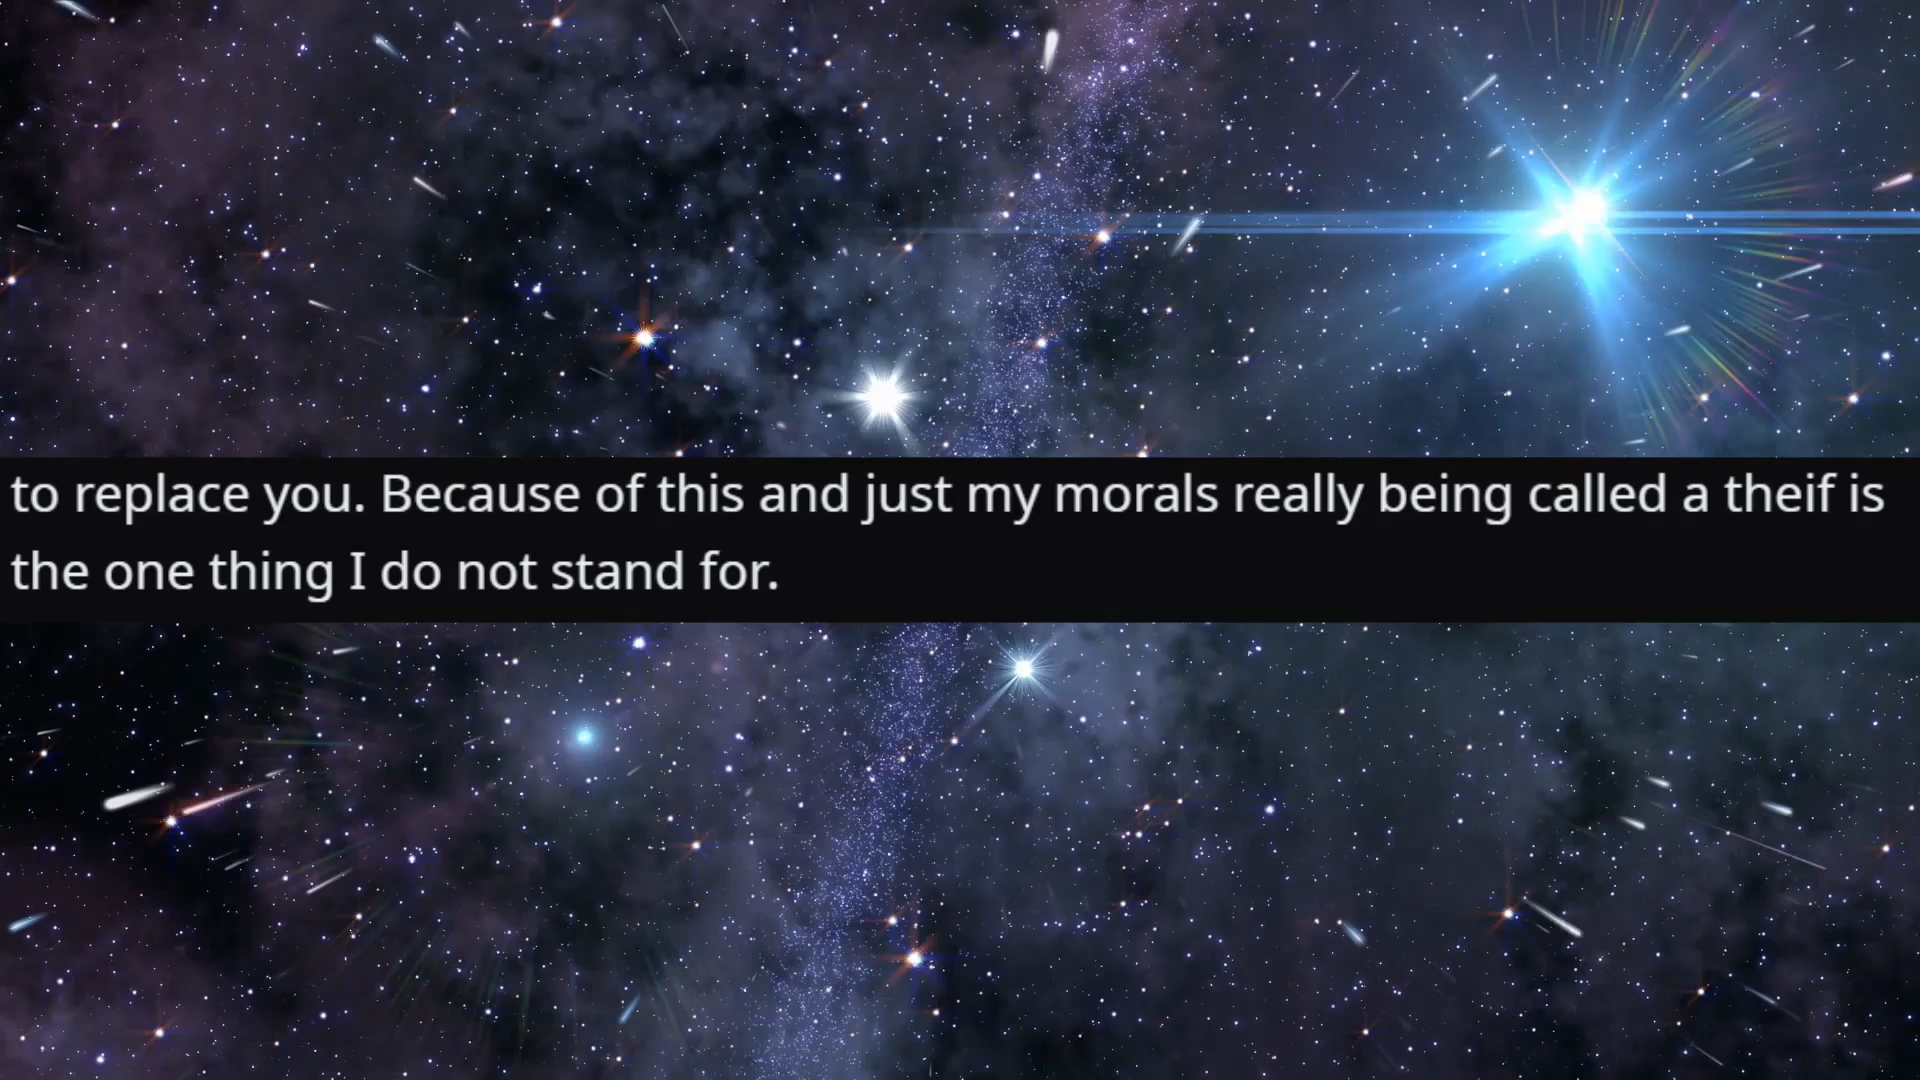 to replace you. Because of this and just my morals really being called a theif is
the one thing I do not stand for.